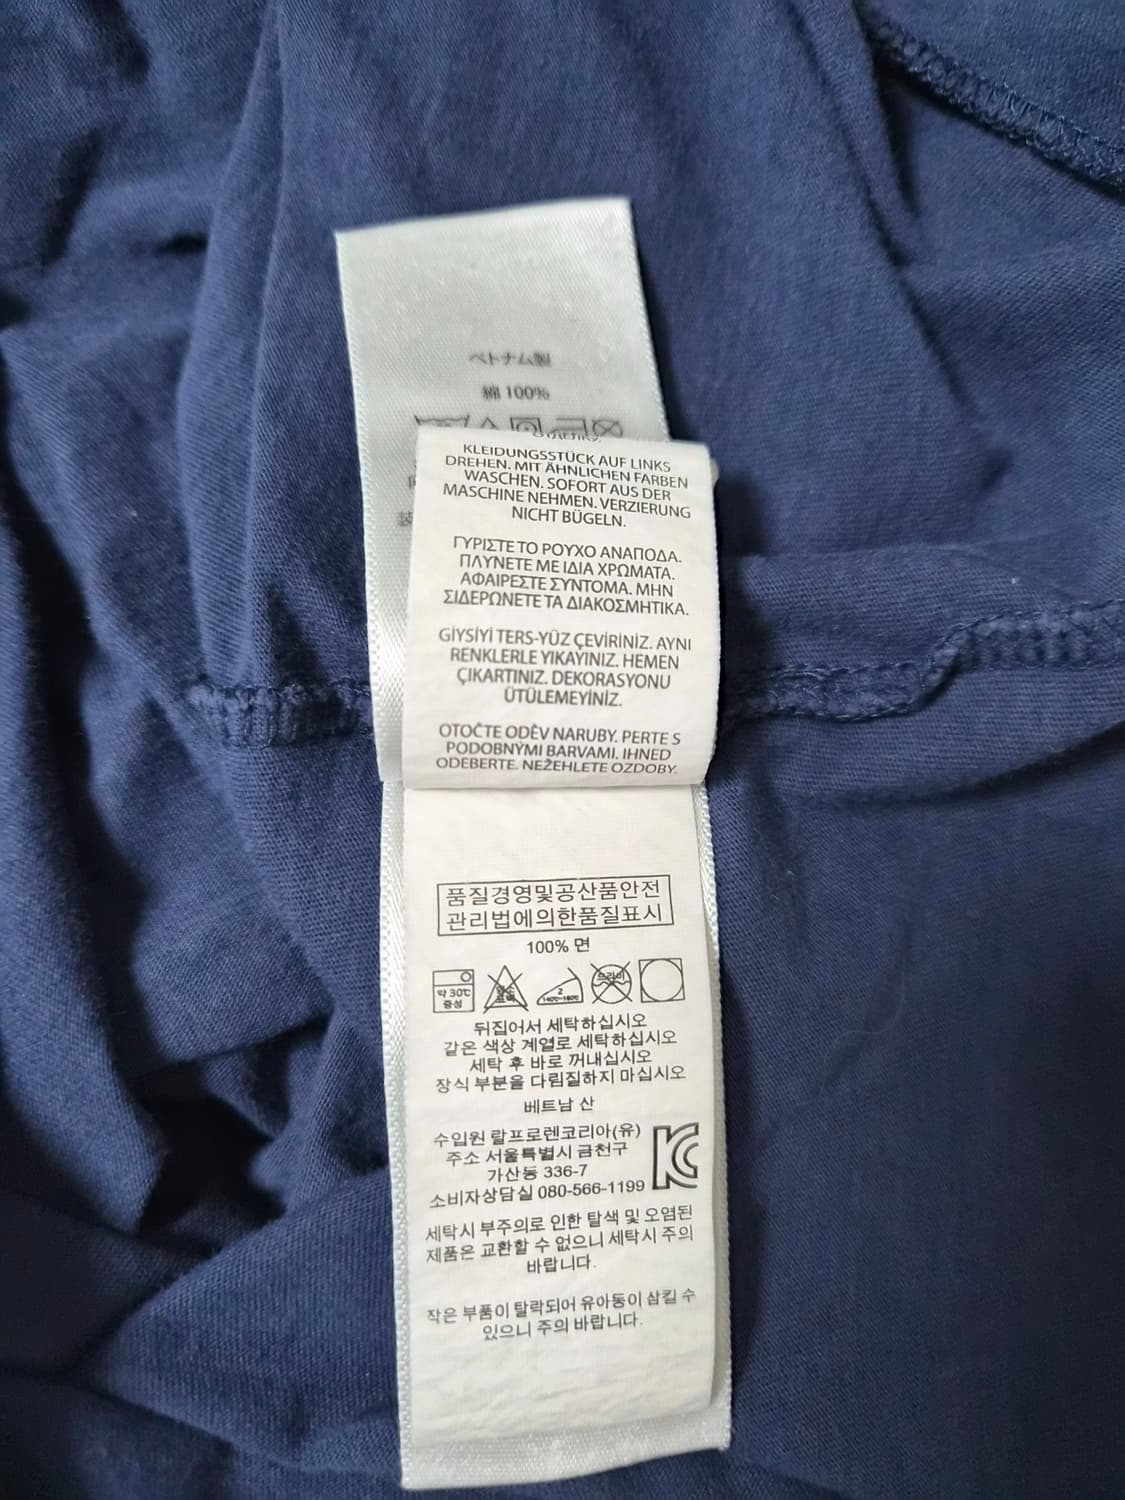 ベトナム製
綿 100%
KLEIDUNGSSTÜCK AUF LINKS
DREHEN. MIT ÄHNLICHEN FARBEN
WASCHEN. SOFORT AUS DER
MASCHINE NEHMEN. VERZIERUNG
NICHT BÜGELN.
ΓΥΡΙΣΤΕ ΤΟ ΡΟΥΧΟ ΑΝΑΠΟΔΑ.
ΠΛΥΝΕΤΕ ΜΕ ΙΔΙΑ ΧΡΩΜΑΤΑ.
ΑΦΑΙΡΕΣΤΕ ΣΥΝΤΟΜΑ. ΜΗΝ
ΣΙΔΕΡΩΝΕΤΕ ΤΑ ΔΙΑΚΟΣΜΗΤΙΚΑ.
GİYSİYİ TERS-YÜZ ÇEVİRİNİZ. AYNI
RENKLERLE YIKAYINIZ. HEMEN
ÇIKARTINIZ. DEKORASYONU
ÜTÜLEMEYİNİZ.
OTOČTE ODĚV NARUBY. PERTE S
PODOBNÝMI BARVAMI. IHNED
ODEBERTE. NEŽEHLETE OZDOBY.
품질경영및공산품안전
관리법에의한품질표시
100% 면
약 30℃
중성
염소
표백
2
140℃~160℃
드라이
뒤집어서 세탁하십시오
같은 색상 계열로 세탁하십시오
세탁 후 바로 꺼내십시오
장식 부분을 다림질하지 마십시오
베트남 산
수입원 랄프로렌코리아(유)
주소 서울특별시 금천구
가산동 336-7
소비자상담실 080-566-1199
세탁시 부주의로 인한 탈색 및 오염된
제품은 교환할 수 없으니 세탁시 주의
바랍니다.
작은 부품이 탈락되어 유아동이 삼킬 수
있으니 주의 바랍니다.